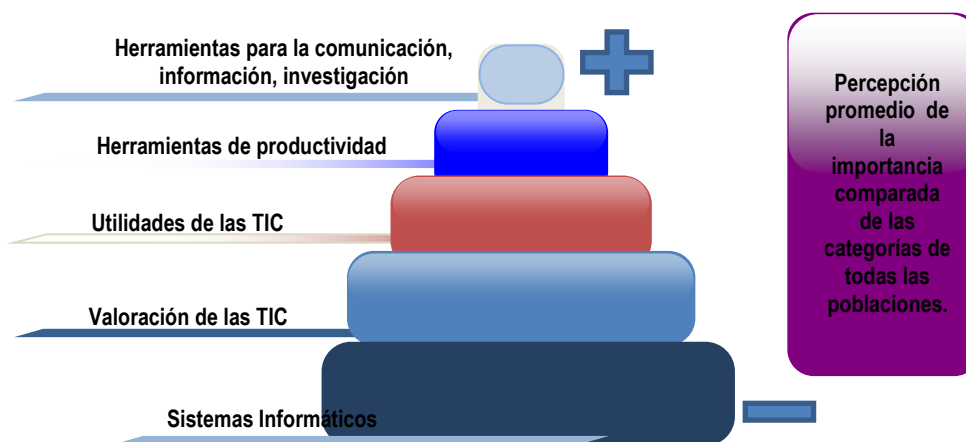 Herramientas para la comunicación,
información, investigación
Herramientas de productividad
Utilidades de las TIC
Valoración de las TIC
Sistemas Informáticos
Percepción
promedio de
la
importancia
comparada
de las
categorías de
todas las
poblaciones.